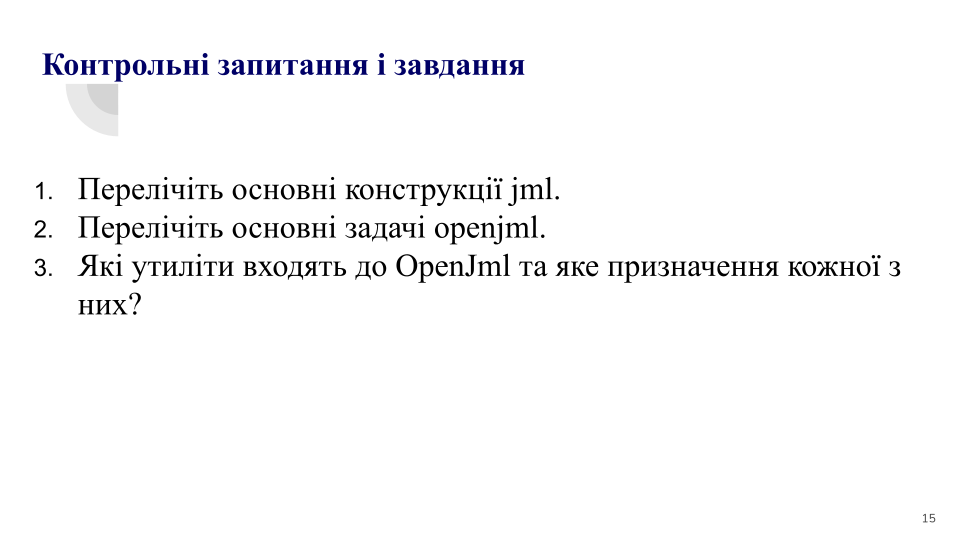 Контрольні запитання і завдання
1. Перелічіть основні конструкції jml.
2. Перелічіть основні задачі openjml.
3. Які утиліти входять до OpenJml та яке призначення кожної з
них?
15